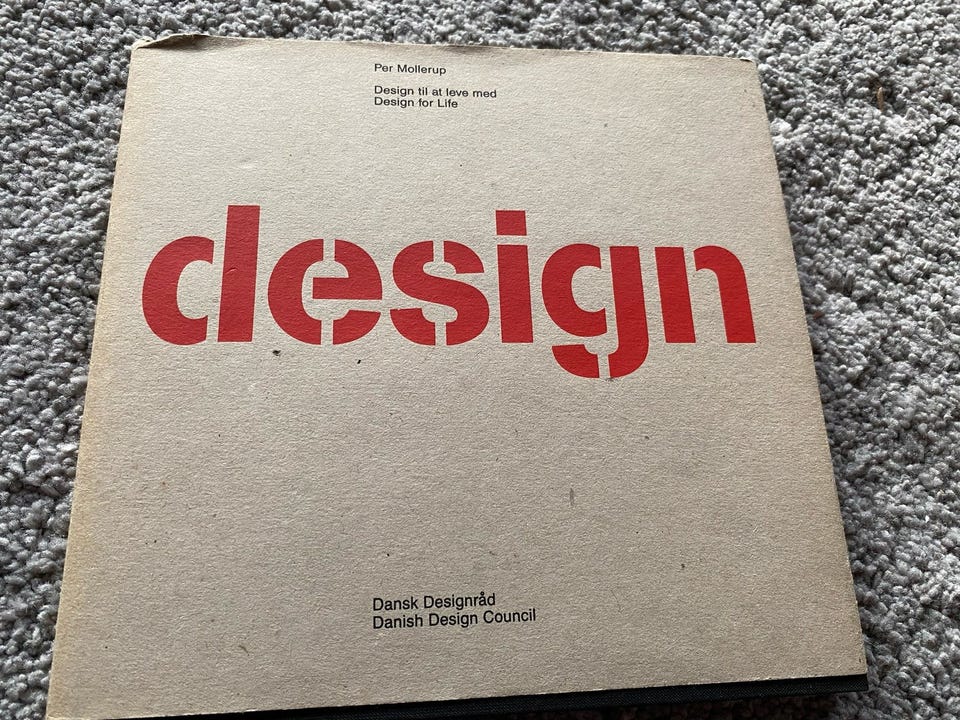 Per Mollerup
Design til at leve med
Design for Life
design
Dansk Designråd
Danish Design Council